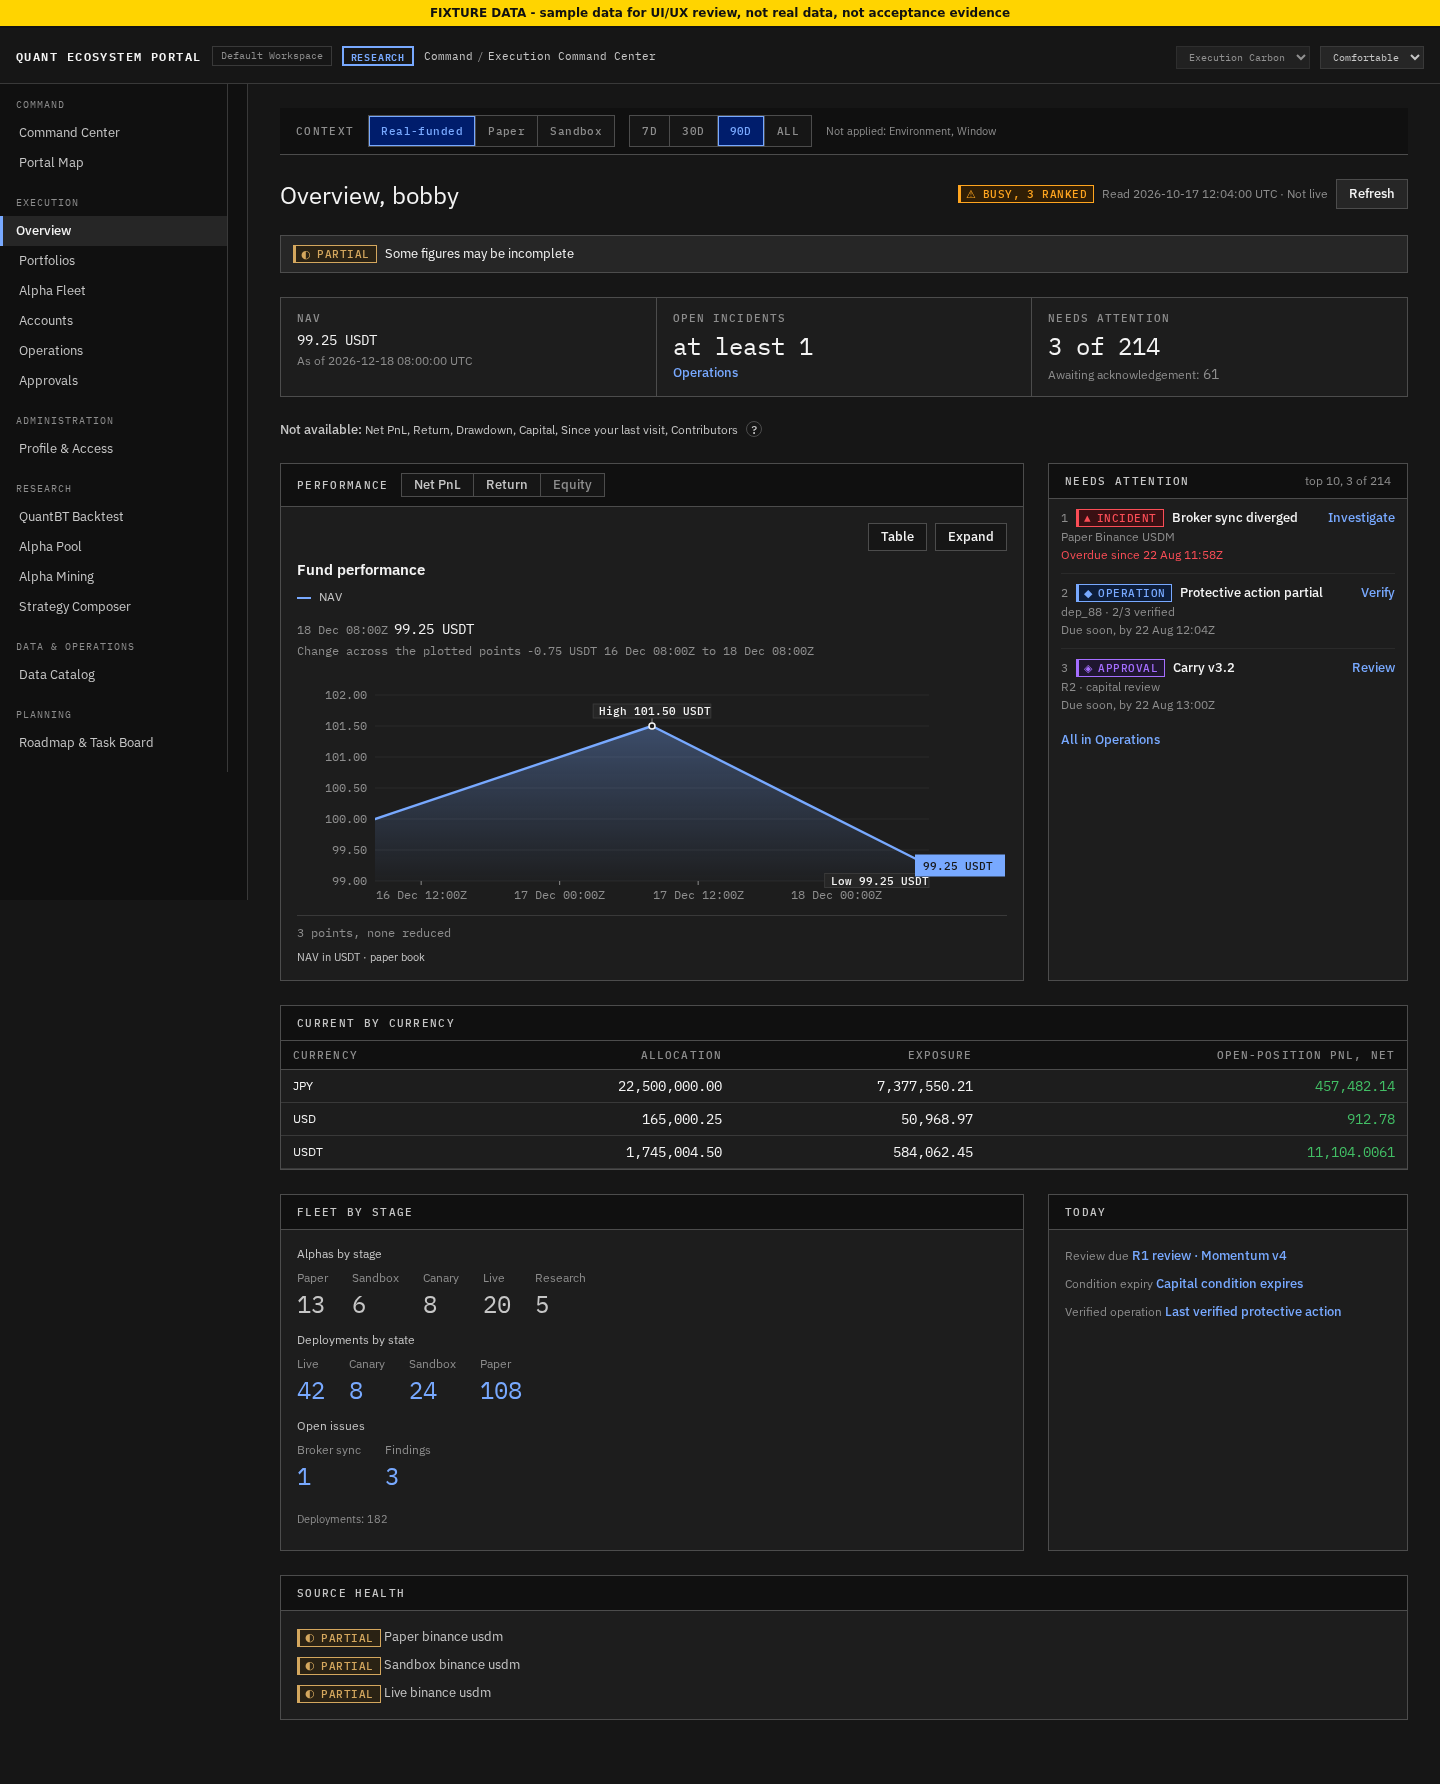 FIXTURE DATA - sample data for UI/UX review, not real data, not acceptance evidence
QUANT ECOSYSTEM PORTAL Default Workspace RESEARCH Command / Execution Command Center Execution Carbon Comfortable
COMMAND
Command Center
Portal Map
EXECUTION
Overview
Portfolios
Alpha Fleet
Accounts
Operations
Approvals
ADMINISTRATION
Profile & Access
RESEARCH
QuantBT Backtest
Alpha Pool
Alpha Mining
Strategy Composer
DATA & OPERATIONS
Data Catalog
PLANNING
Roadmap & Task Board
CONTEXT Real-funded Paper Sandbox 7D 30D 90D ALL Not applied: Environment, Window
Overview, bobby
⚠ BUSY, 3 RANKED Read 2026-10-17 12:04:00 UTC · Not live Refresh
◐ PARTIAL Some figures may be incomplete
NAV
99.25 USDT
As of 2026-12-18 08:00:00 UTC
OPEN INCIDENTS
at least 1
Operations
NEEDS ATTENTION
3 of 214
Awaiting acknowledgement: 61
Not available: Net PnL, Return, Drawdown, Capital, Since your last visit, Contributors ?
PERFORMANCE Net PnL Return Equity
Table Expand
Fund performance
NAV
18 Dec 08:00Z 99.25 USDT
Change across the plotted points -0.75 USDT 16 Dec 08:00Z to 18 Dec 08:00Z
102.00
High 101.50 USDT
101.50
101.00
100.50
100.00
99.50
99.25 USDT
99.00
Low 99.25 USDT
16 Dec 12:00Z 17 Dec 00:00Z 17 Dec 12:00Z 18 Dec 00:00Z
3 points, none reduced
NAV in USDT · paper book
NEEDS ATTENTION top 10, 3 of 214
1 ▲ INCIDENT Broker sync diverged Investigate
Paper Binance USDM
Overdue since 22 Aug 11:58Z
2 ◆ OPERATION Protective action partial Verify
dep_88 · 2/3 verified
Due soon, by 22 Aug 12:04Z
3 ◈ APPROVAL Carry v3.2 Review
R2 · capital review
Due soon, by 22 Aug 13:00Z
All in Operations
CURRENT BY CURRENCY
CURRENCY ALLOCATION EXPOSURE OPEN-POSITION PNL, NET
JPY 22,500,000.00 7,377,550.21 457,482.14
USD 165,000.25 50,968.97 912.78
USDT 1,745,004.50 584,062.45 11,104.0061
FLEET BY STAGE
Alphas by stage
Paper Sandbox Canary Live Research
13 6 8 20 5
Deployments by state
Live Canary Sandbox Paper
42 8 24 108
Open issues
Broker sync Findings
1 3
Deployments: 182
TODAY
Review due R1 review · Momentum v4
Condition expiry Capital condition expires
Verified operation Last verified protective action
SOURCE HEALTH
◐ PARTIAL Paper binance usdm
◐ PARTIAL Sandbox binance usdm
◐ PARTIAL Live binance usdm